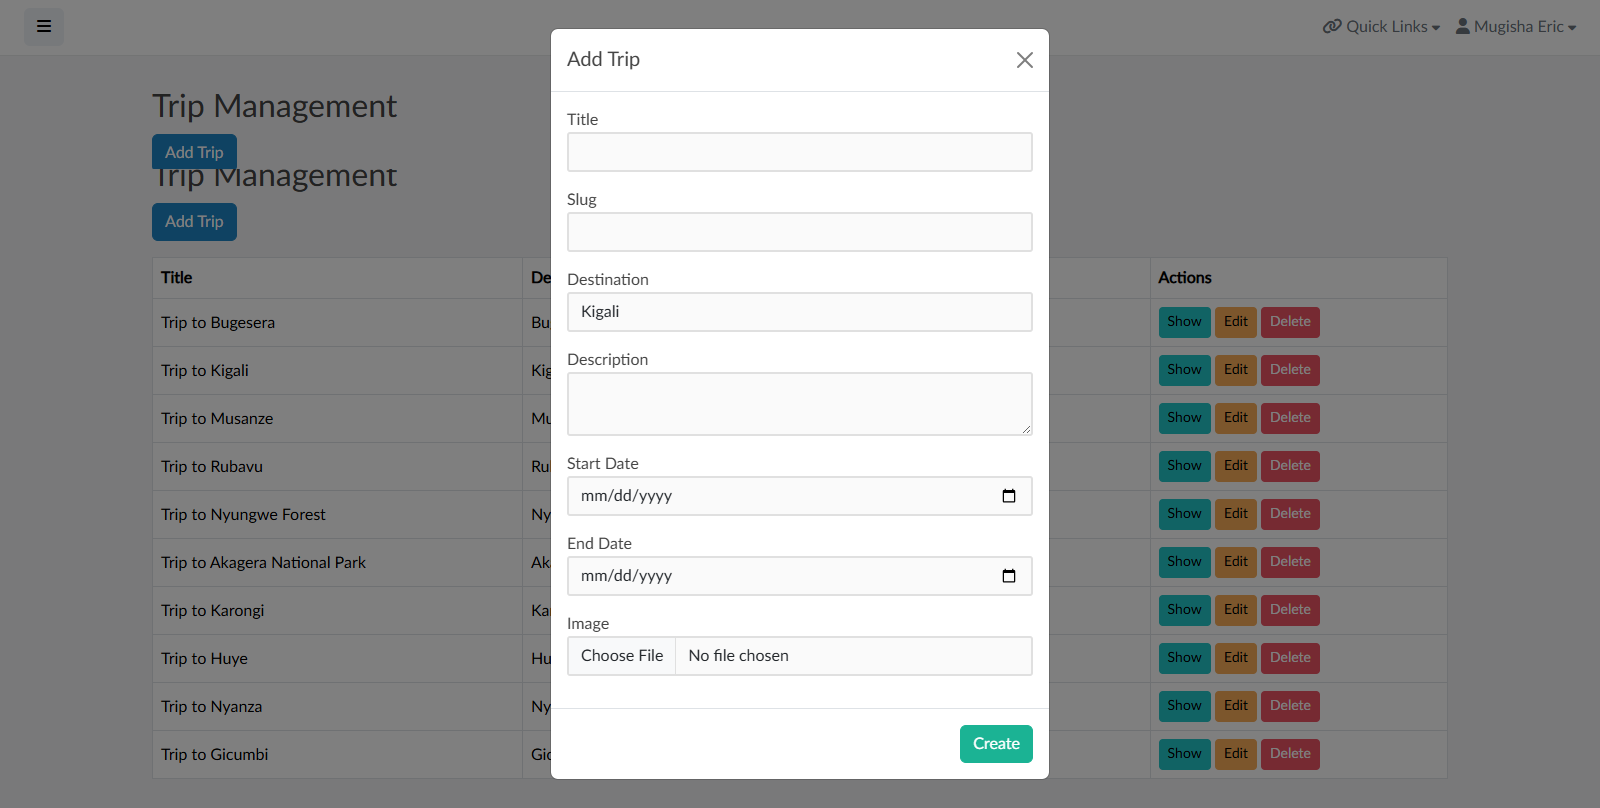 Quick Links Mugisha Eric
Add Trip
Trip Management
Add Trip
Trip Management
Add Trip
Title
Slug
Destination
Kigali
Description
Start Date
mm/dd/yyyy
End Date
mm/dd/yyyy
Image
Choose File No file chosen
Create
Title De Actions
Trip to Bugesera Bu Show Edit Delete
Trip to Kigali Kig Show Edit Delete
Trip to Musanze Mu Show Edit Delete
Trip to Rubavu Ru Show Edit Delete
Trip to Nyungwe Forest Ny Show Edit Delete
Trip to Akagera National Park Ak Show Edit Delete
Trip to Karongi Ka Show Edit Delete
Trip to Huye Hu Show Edit Delete
Trip to Nyanza Ny Show Edit Delete
Trip to Gicumbi Gi Show Edit Delete